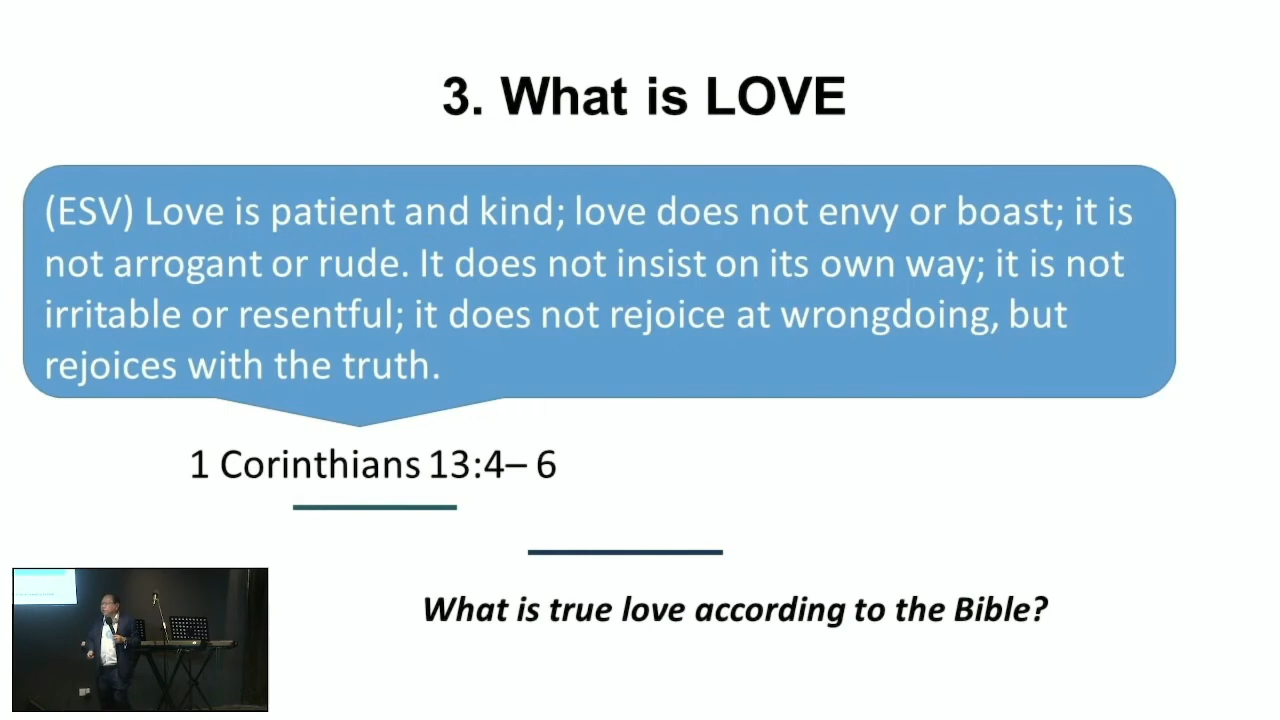 3. What is LOVE
(ESV) Love is patient and kind; love does not envy or boast; it is
not arrogant or rude. It does not insist on its own way; it is not
irritable or resentful; it does not rejoice at wrongdoing, but
rejoices with the truth.
1 Corinthians 13:4– 6
What is true love according to the Bible?